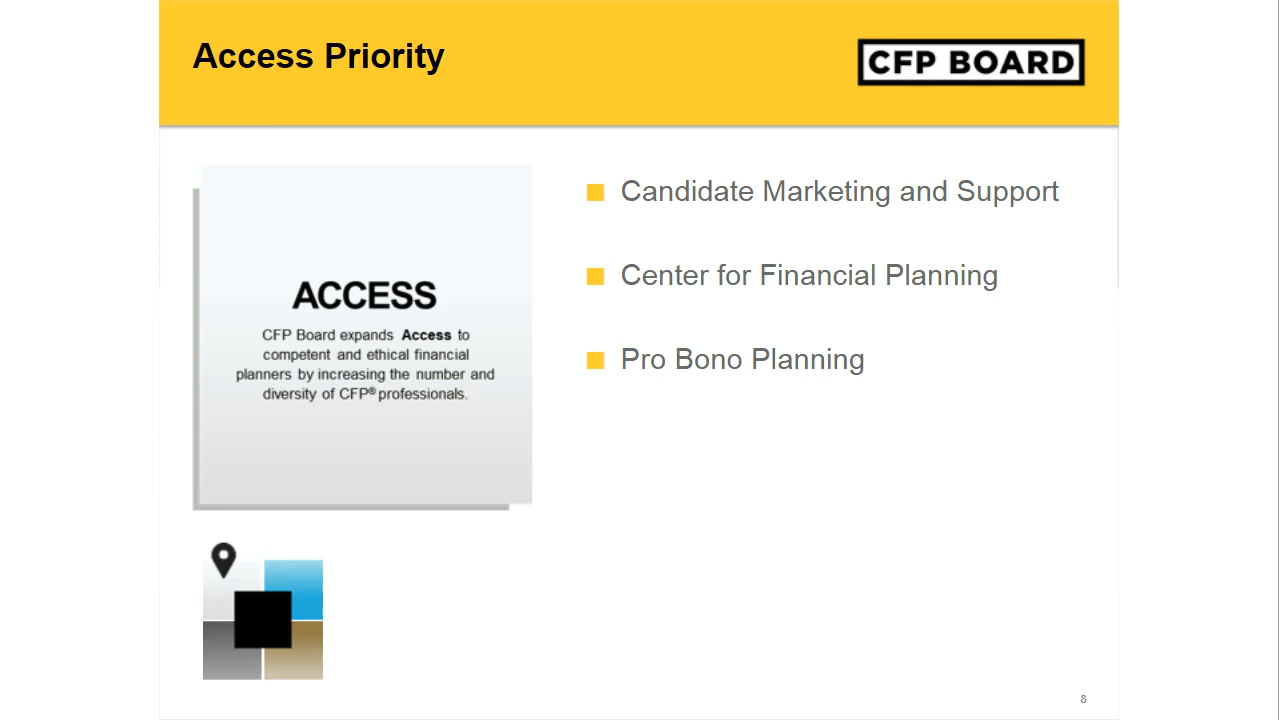 Access Priority
CFP BOARD
ACCESS
CFP Board expands Access to
competent and ethical financial
planners by increasing the number and
diversity of CFP® professionals.
Candidate Marketing and Support
Center for Financial Planning
Pro Bono Planning
8